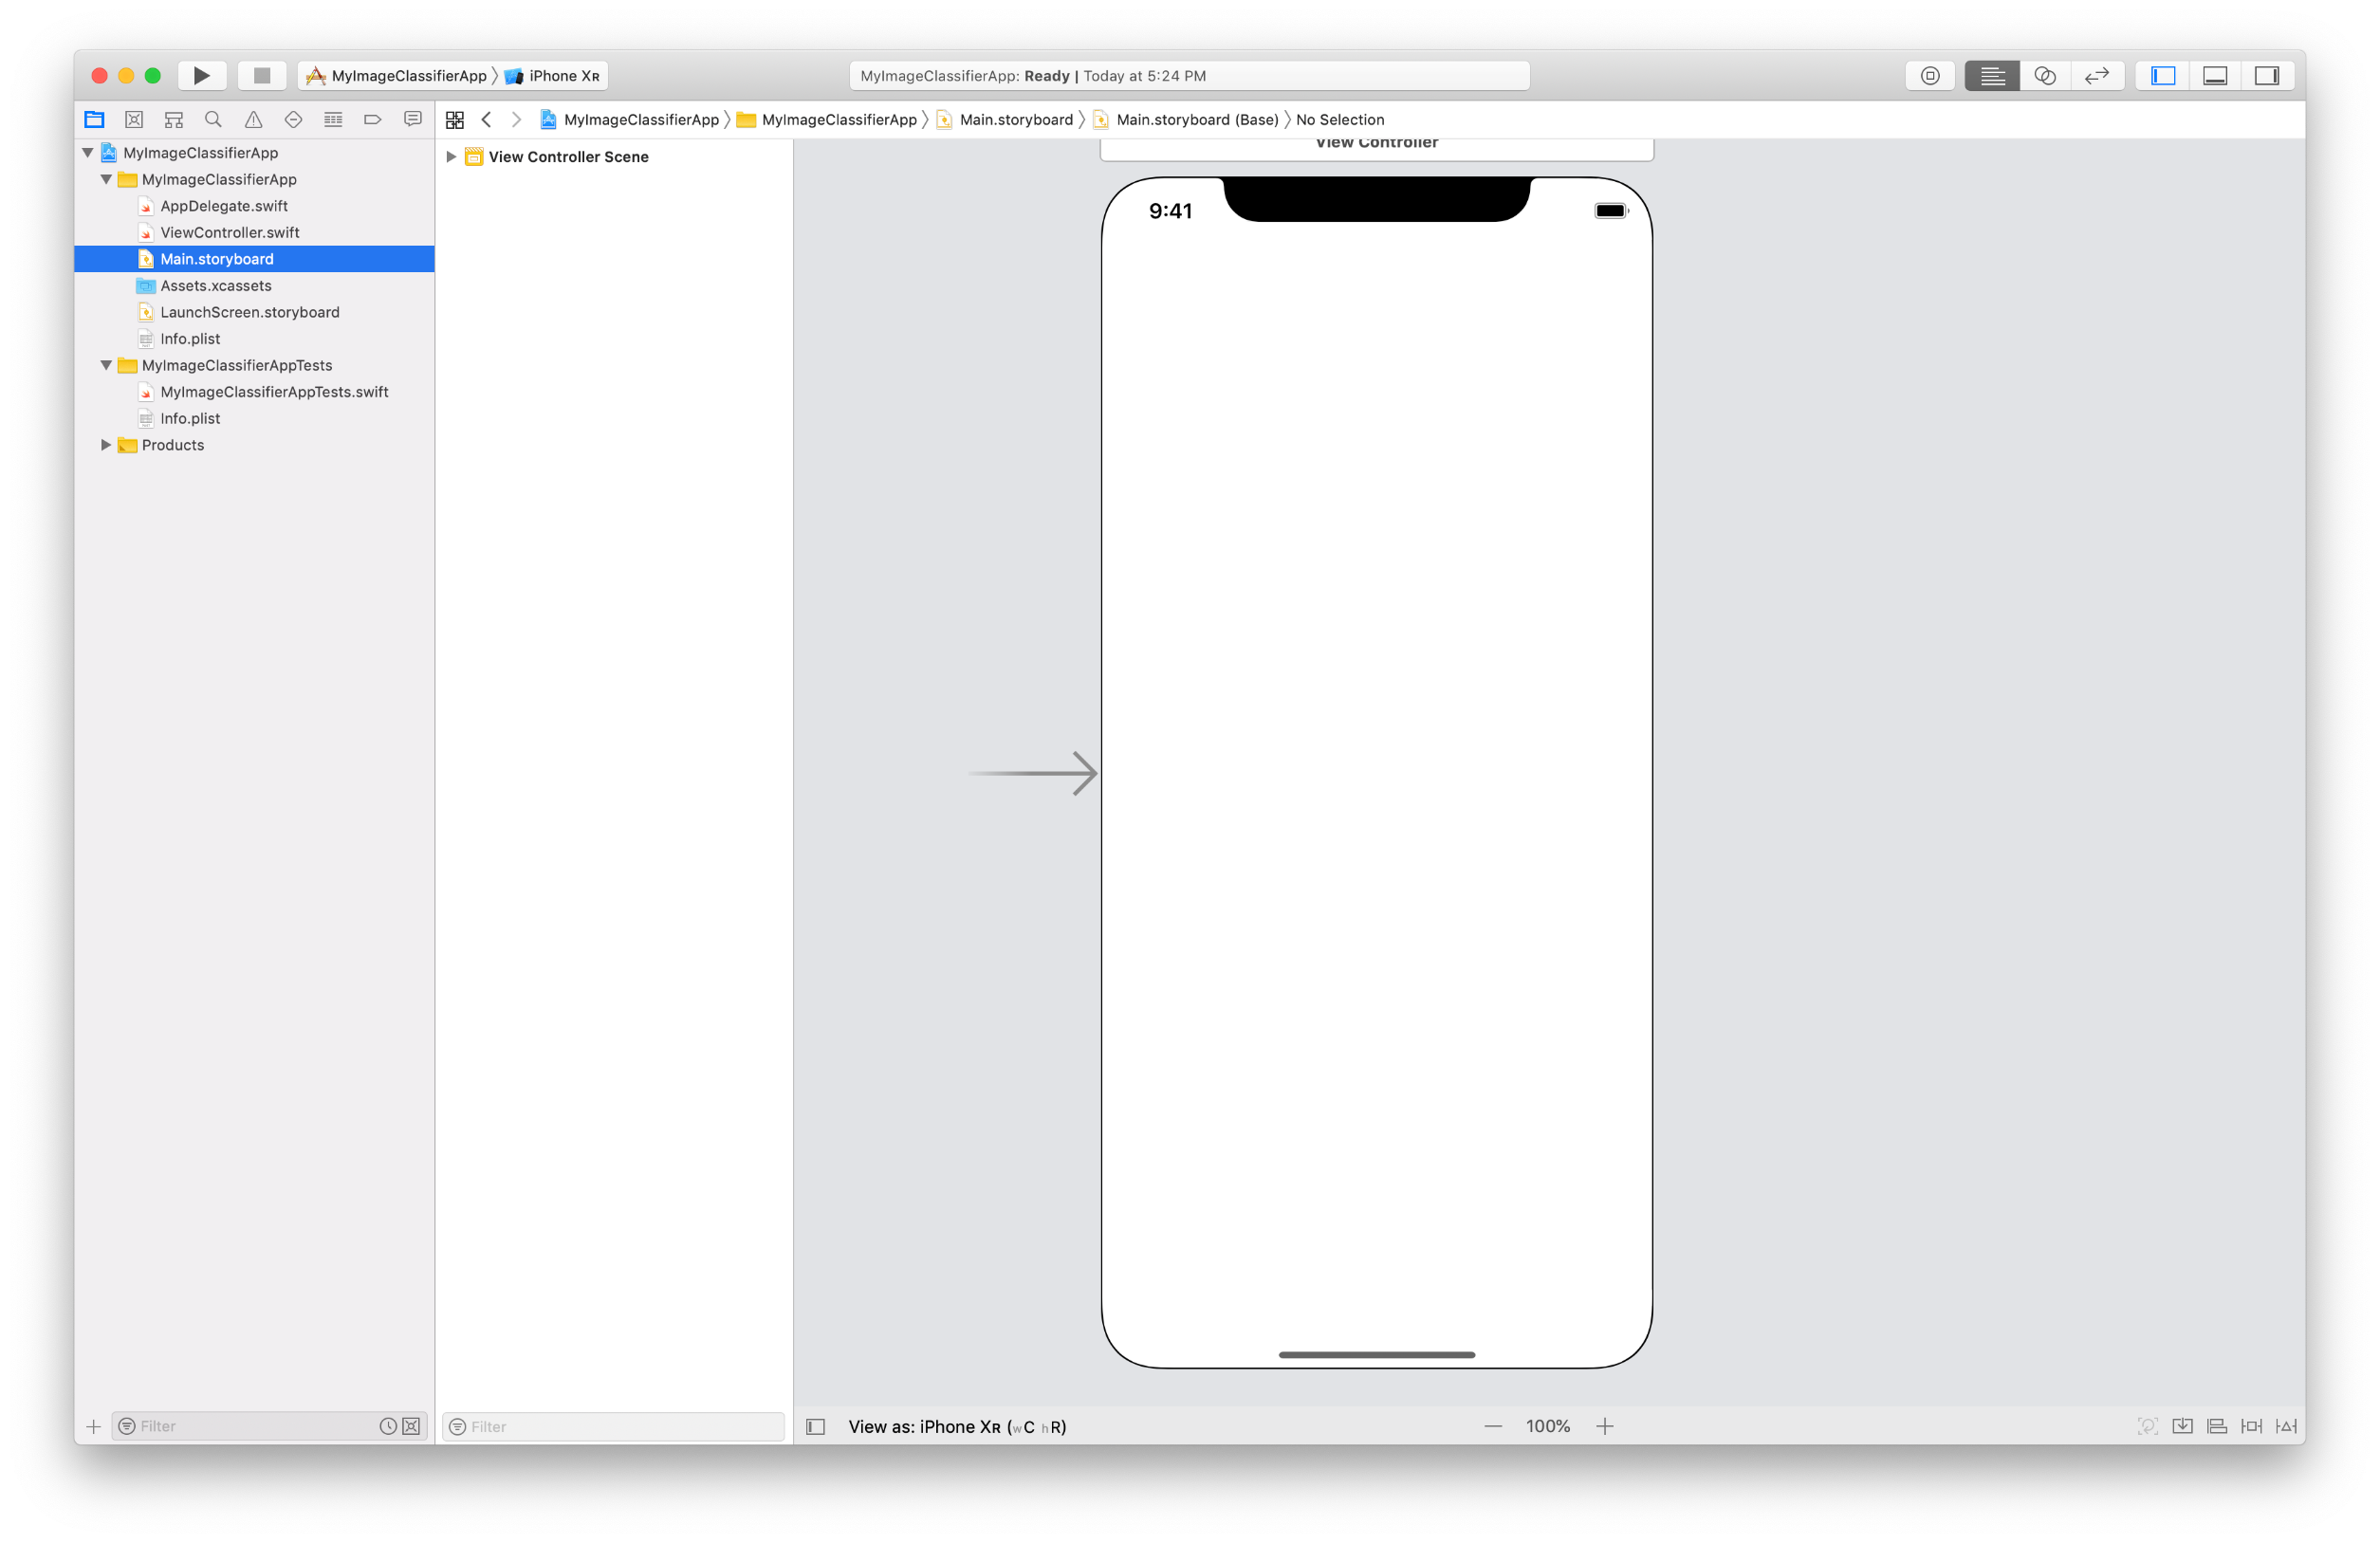 MyImageClassifierApp iPhone XR
MyImageClassifierApp: Ready | Today at 5:24 PM
MyImageClassifierApp MyImageClassifierApp Main.storyboard Main.storyboard (Base) No Selection
MyImageClassifierApp
MyImageClassifierApp
AppDelegate.swift
ViewController.swift
Main.storyboard
Assets.xcassets
LaunchScreen.storyboard
Info.plist
MyImageClassifierAppTests
MyImageClassifierAppTests.swift
Info.plist
Products
Filter
View Controller Scene
Filter
View Controller
9:41
View as: iPhone XR (wC hR)
100%